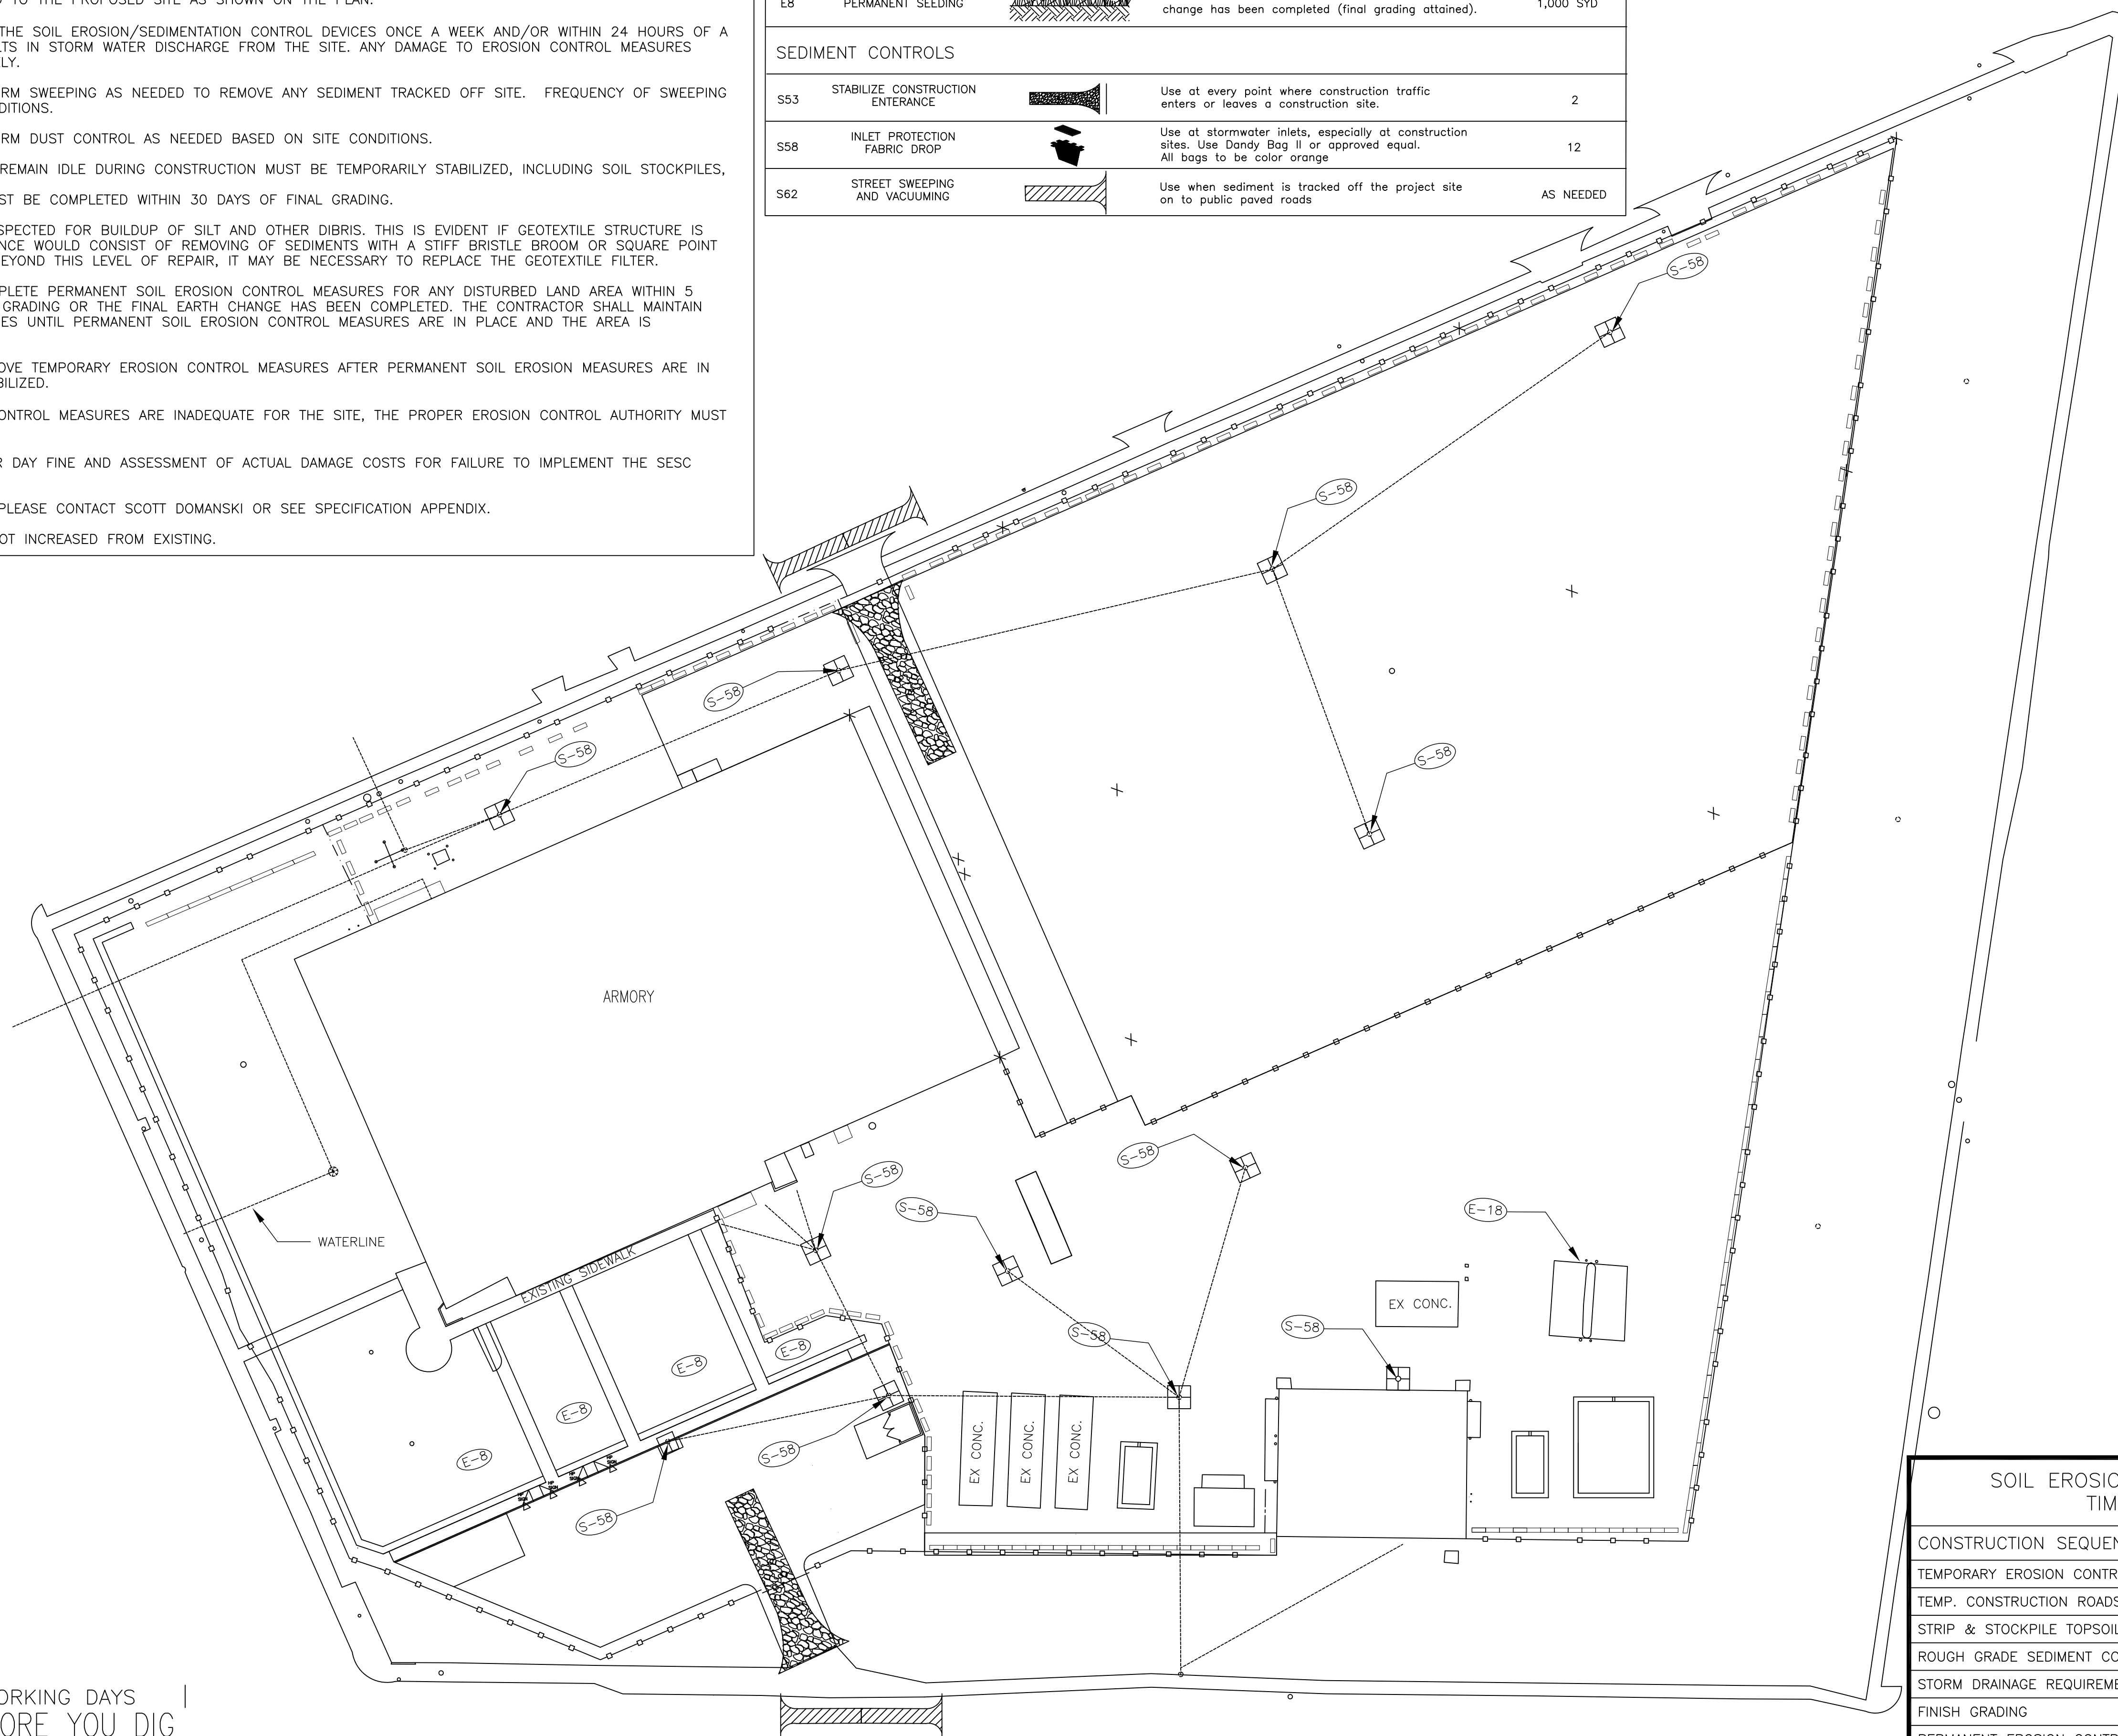 TO THE PROPOSED SITE AS SHOWN ON THE PLAN.
THE SOIL EROSION/SEDIMENTATION CONTROL DEVICES ONCE A WEEK AND/OR WITHIN 24 HOURS OF A
LTS IN STORM WATER DISCHARGE FROM THE SITE. ANY DAMAGE TO EROSION CONTROL MEASURES
LY.
RM SWEEPING AS NEEDED TO REMOVE ANY SEDIMENT TRACKED OFF SITE. FREQUENCY OF SWEEPING
DITIONS.
RM DUST CONTROL AS NEEDED BASED ON SITE CONDITIONS.
REMAIN IDLE DURING CONSTRUCTION MUST BE TEMPORARILY STABILIZED, INCLUDING SOIL STOCKPILES,
ST BE COMPLETED WITHIN 30 DAYS OF FINAL GRADING.
SPECTED FOR BUILDUP OF SILT AND OTHER DIBRIS. THIS IS EVIDENT IF GEOTEXTILE STRUCTURE IS
NCE WOULD CONSIST OF REMOVING OF SEDIMENTS WITH A STIFF BRISTLE BROOM OR SQUARE POINT
EYOND THIS LEVEL OF REPAIR, IT MAY BE NECESSARY TO REPLACE THE GEOTEXTILE FILTER.
PLETE PERMANENT SOIL EROSION CONTROL MEASURES FOR ANY DISTURBED LAND AREA WITHIN 5
GRADING OR THE FINAL EARTH CHANGE HAS BEEN COMPLETED. THE CONTRACTOR SHALL MAINTAIN
ES UNTIL PERMANENT SOIL EROSION CONTROL MEASURES ARE IN PLACE AND THE AREA IS
OVE TEMPORARY EROSION CONTROL MEASURES AFTER PERMANENT SOIL EROSION MEASURES ARE IN
BILIZED.
ONTROL MEASURES ARE INADEQUATE FOR THE SITE, THE PROPER EROSION CONTROL AUTHORITY MUST
R DAY FINE AND ASSESSMENT OF ACTUAL DAMAGE COSTS FOR FAILURE TO IMPLEMENT THE SESC
PLEASE CONTACT SCOTT DOMANSKI OR SEE SPECIFICATION APPENDIX.
OT INCREASED FROM EXISTING.
E8 PERMANENT SEEDING change has been completed (final grading attained). 1,000 SYD
SEDIMENT CONTROLS
S53 STABILIZE CONSTRUCTION ENTERANCE Use at every point where construction traffic
enters or leaves a construction site. 2
S58 INLET PROTECTION FABRIC DROP Use at stormwater inlets, especially at construction
sites. Use Dandy Bag II or approved equal.
All bags to be color orange 12
S62 STREET SWEEPING AND VACUUMING Use when sediment is tracked off the project site
on to public paved roads AS NEEDED
S-58
S-58
S-58
S-58
S-58
ARMORY
S-58
S-58
S-58
E-18
WATERLINE
EXISTING SIDEWALK
EX CONC.
S-58
S-58
E-8
E-8
E-8
E-8
S-58
S-58
EX CONC.
EX CONC.
EX CONC.
HP SIGN
HP SIGN
HP SIGN
HP SIGN
ORKING DAYS
ORE YOU DIG
SOIL EROSIO
TIM
CONSTRUCTION SEQUEN
TEMPORARY EROSION CONTR
TEMP. CONSTRUCTION ROADS
STRIP & STOCKPILE TOPSOIL
ROUGH GRADE SEDIMENT CO
STORM DRAINAGE REQUIREME
FINISH GRADING
PERMANENT EROSION CONTR